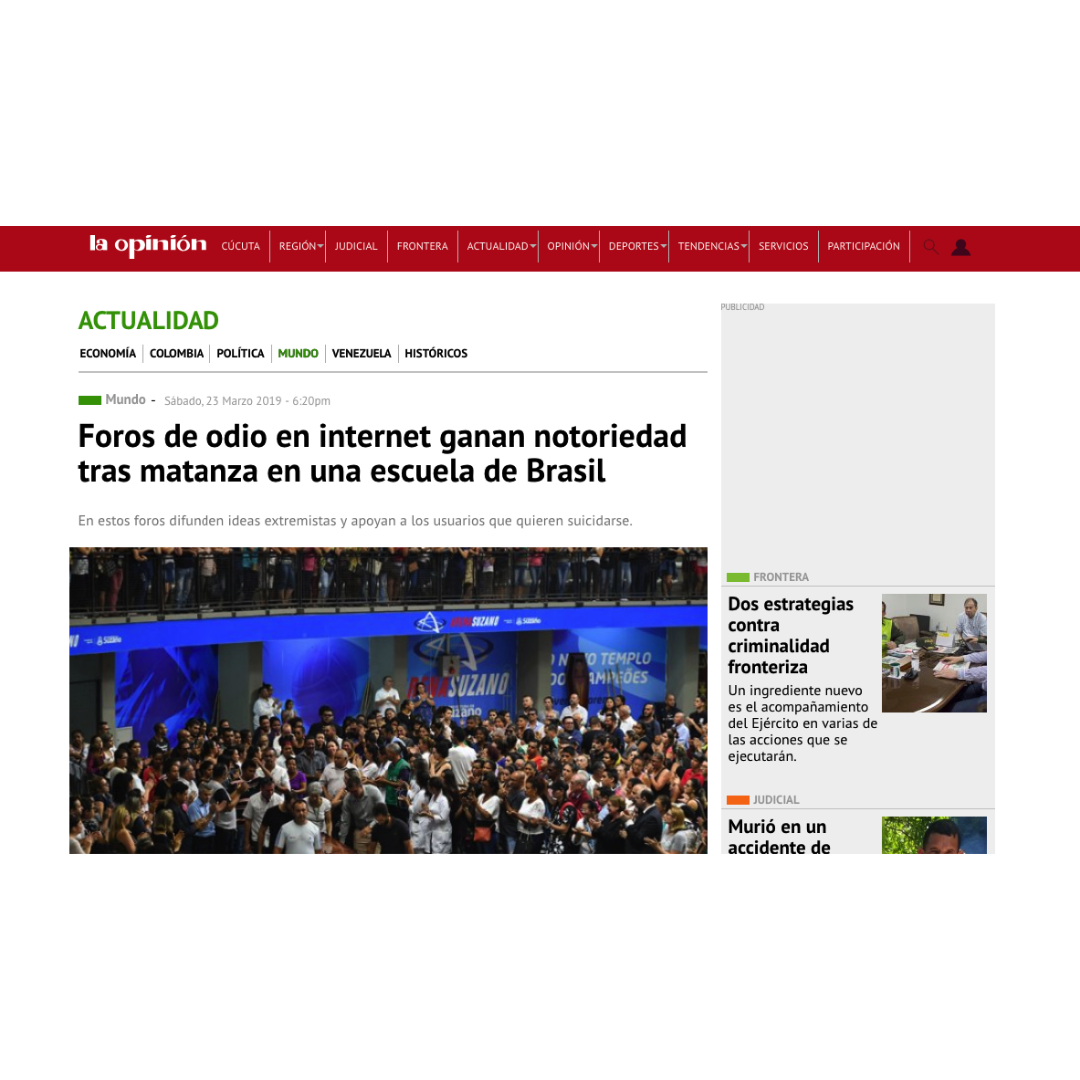 la opinión CÚCUTA REGIÓN JUDICIAL FRONTERA ACTUALIDAD OPINIÓN DEPORTES TENDENCIAS SERVICIOS PARTICIPACIÓN
ACTUALIDAD
ECONOMÍA COLOMBIA POLÍTICA MUNDO VENEZUELA HISTÓRICOS
Mundo - Sábado, 23 Marzo 2019 - 6:20pm
Foros de odio en internet ganan notoriedad
tras matanza en una escuela de Brasil
En estos foros difunden ideas extremistas y apoyan a los usuarios que quieren suicidarse.
SUZANO
NOVO TEMPLO
SUZANO
PUBLICIDAD
FRONTERA
Dos estrategias
contra
criminalidad
fronteriza
Un ingrediente nuevo
es el acompañamiento
del Ejército en varias de
las acciones que se
ejecutarán.
JUDICIAL
Murió en un
accidente de